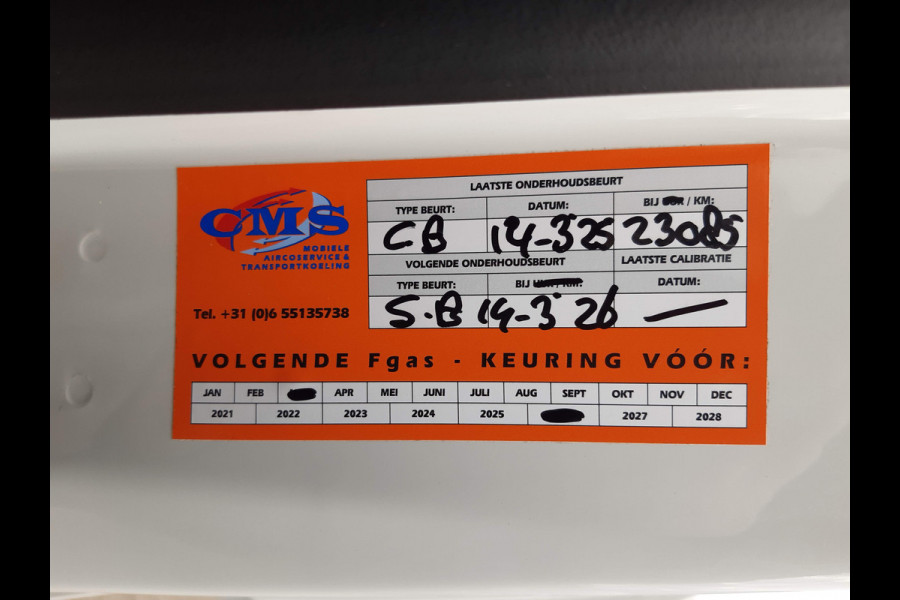 CMS
MOBIELE
AIRCOSERVICE &
TRANSPORTKOELING
Tel. +31 (0)6 55135738
LAATSTE ONDERHOUDSBEURT
TYPE BEURT: DATUM: BIJ UUR / KM:
CB 14-3 25 23085
VOLGENDE ONDERHOUDSBEURT LAATSTE CALIBRATIE
TYPE BEURT: BIJ UUR / KM: DATUM:
S.B 14-3 26 —
VOLGENDE Fgas - KEURING VÓÓR:
JAN FEB APR MEI JUNI JULI AUG SEPT OKT NOV DEC
2021 2022 2023 2024 2025 2027 2028